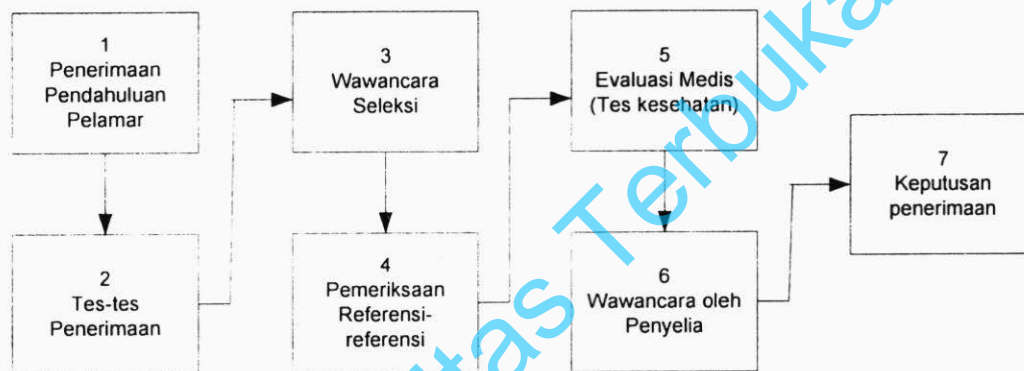 1
Penerimaan
Pendahuluan
Pelamar
2
Tes-tes
Penerimaan
3
Wawancara
Seleksi
4
Pemeriksaan
Referensi-
referensi
5
Evaluasi Medis
(Tes kesehatan)
6
Wawancara oleh
Penyelia
7
Keputusan
penerimaan
Terbuka